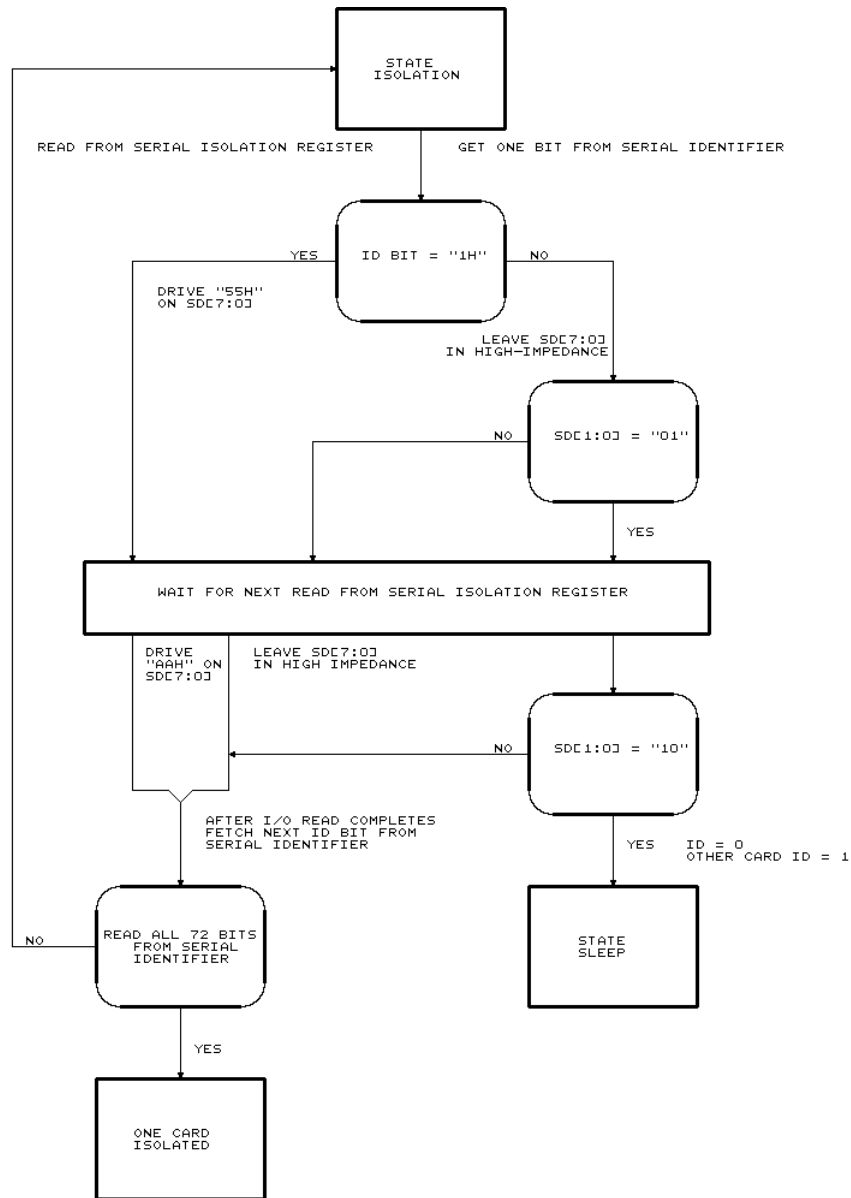 STATE
ISOLATION
READ FROM SERIAL ISOLATION REGISTER
GET ONE BIT FROM SERIAL IDENTIFIER
YES
ID BIT = "1H"
NO
DRIVE "55H"
ON SD[7:0]
LEAVE SD[7:0]
IN HIGH-IMPEDANCE
NO
SD[1:0] = "01"
YES
WAIT FOR NEXT READ FROM SERIAL ISOLATION REGISTER
DRIVE
"AAH" ON
SD[7:0]
LEAVE SD[7:0]
IN HIGH IMPEDANCE
NO
SD[1:0] = "10"
AFTER I/O READ COMPLETES
FETCH NEXT ID BIT FROM
SERIAL IDENTIFIER
YES
ID = 0
OTHER CARD ID = 1
NO
READ ALL 72 BITS
FROM SERIAL
IDENTIFIER
STATE
SLEEP
YES
ONE CARD
ISOLATED